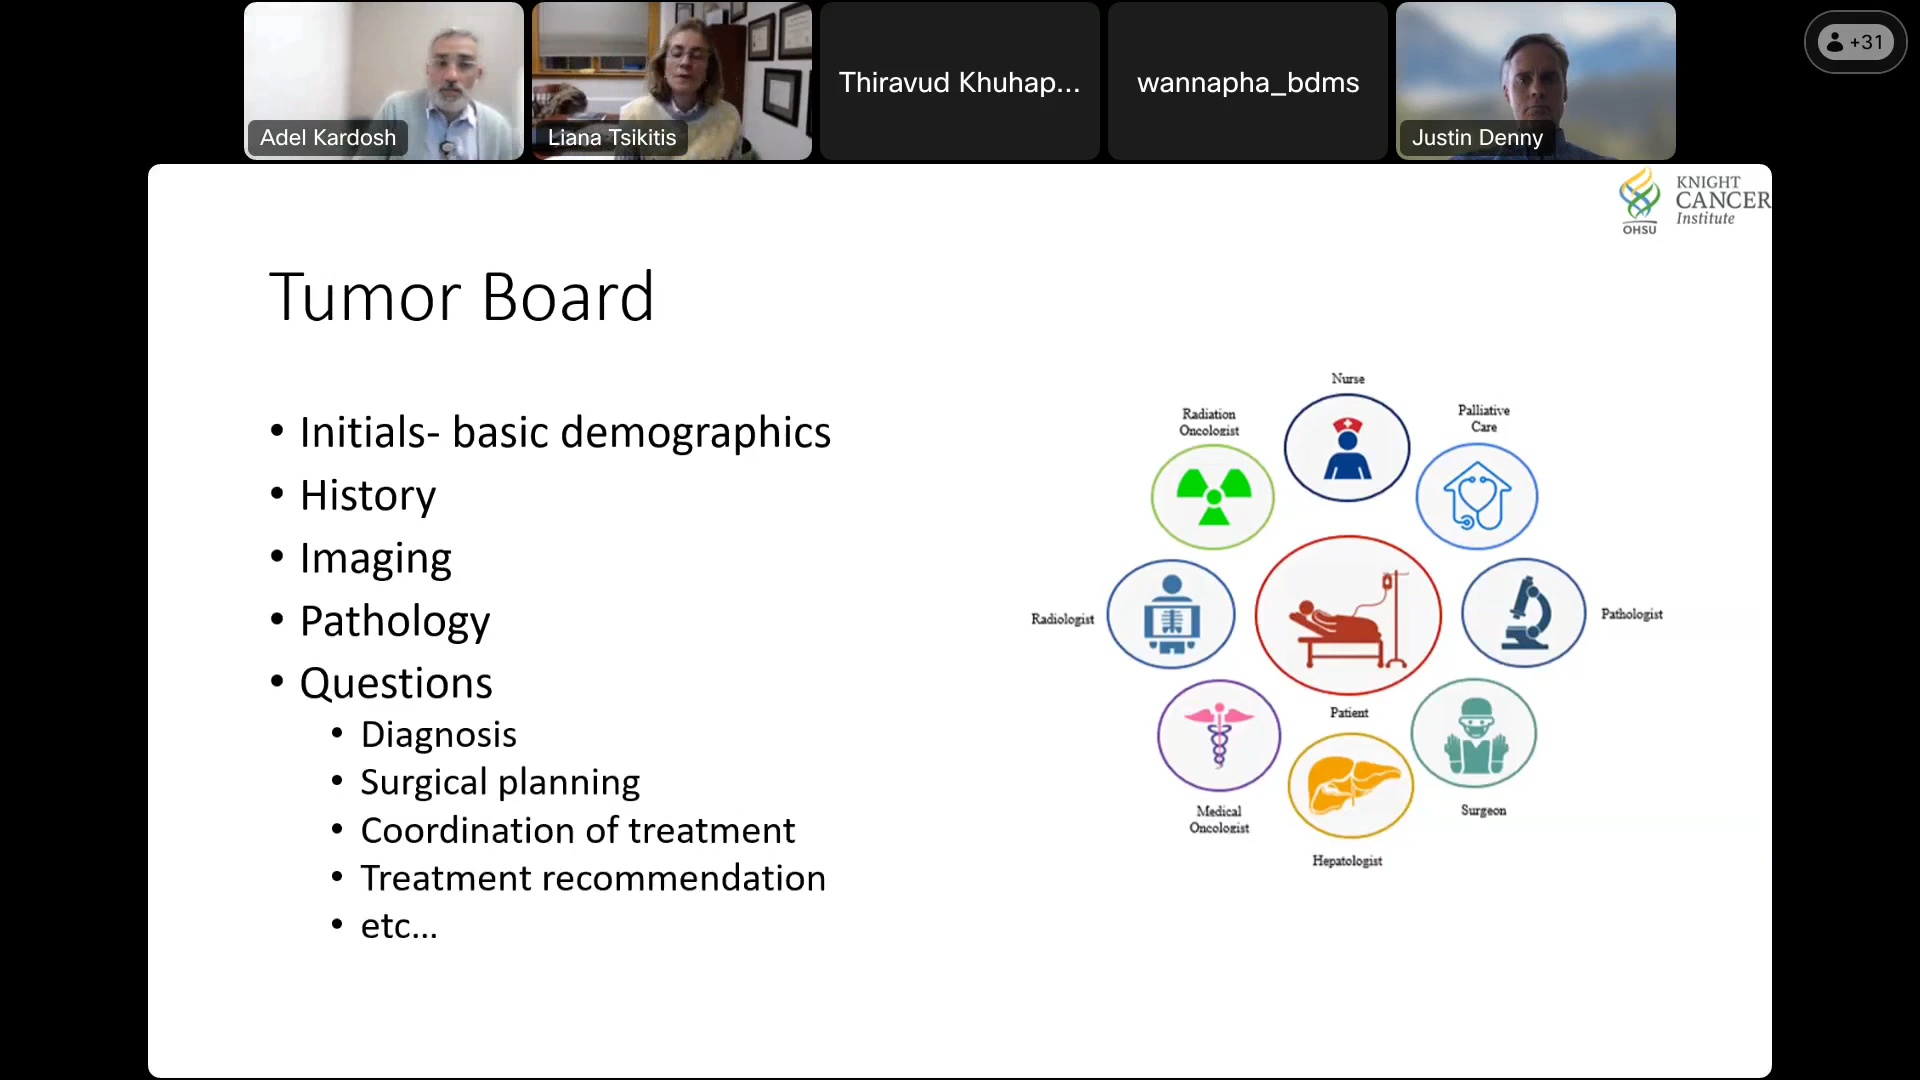 Adel Kardosh
Liana Tsikitis
Thiravud Khuhap...
wannapha_bdms
Justin Denny
+31
KNIGHT
CANCER
Institute
OHSU
Tumor Board
• Initials- basic demographics
• History
• Imaging
• Pathology
• Questions
• Diagnosis
• Surgical planning
• Coordination of treatment
• Treatment recommendation
• etc...
Nurse
Radiation
Oncologist
Palliative
Care
Radiologist
Pathologist
Patient
Medical
Oncologist
Surgeon
Hepatologist